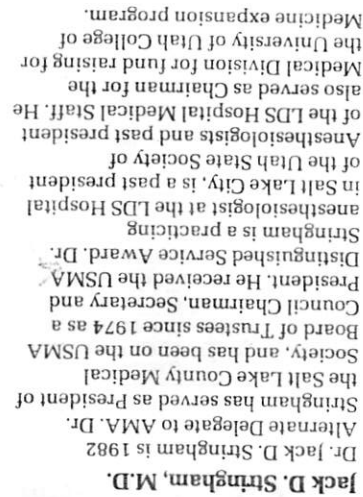 Jack D. Stringham, M.D.
Dr. Jack D. Stringham is 1982
Alternate Delegate to AMA. Dr.
Stringham has served as President of
the Salt Lake County Medical
Society, and has been on the USMA
Board of Trustees since 1974 as a
Council Chairman, Secretary and
President. He received the USMA
Distinguished Service Award. Dr.
Stringham is a practicing
anesthesiologist at the LDS Hospital
in Salt Lake City, is a past president
of the Utah State Society of
Anesthesiologists and past president
of the LDS Hospital Medical Staff. He
also served as Chairman for the
Medical Division for fund raising for
the University of Utah College of
Medicine expansion program.